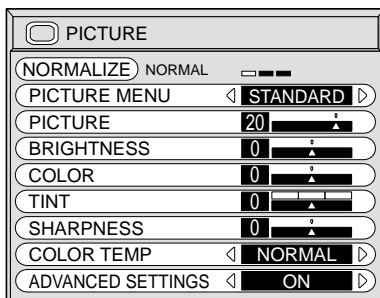 PICTURE
NORMALIZE NORMAL
PICTURE MENU STANDARD
PICTURE 20
BRIGHTNESS 0
COLOR 0
TINT 0
SHARPNESS 0
COLOR TEMP NORMAL
ADVANCED SETTINGS ON